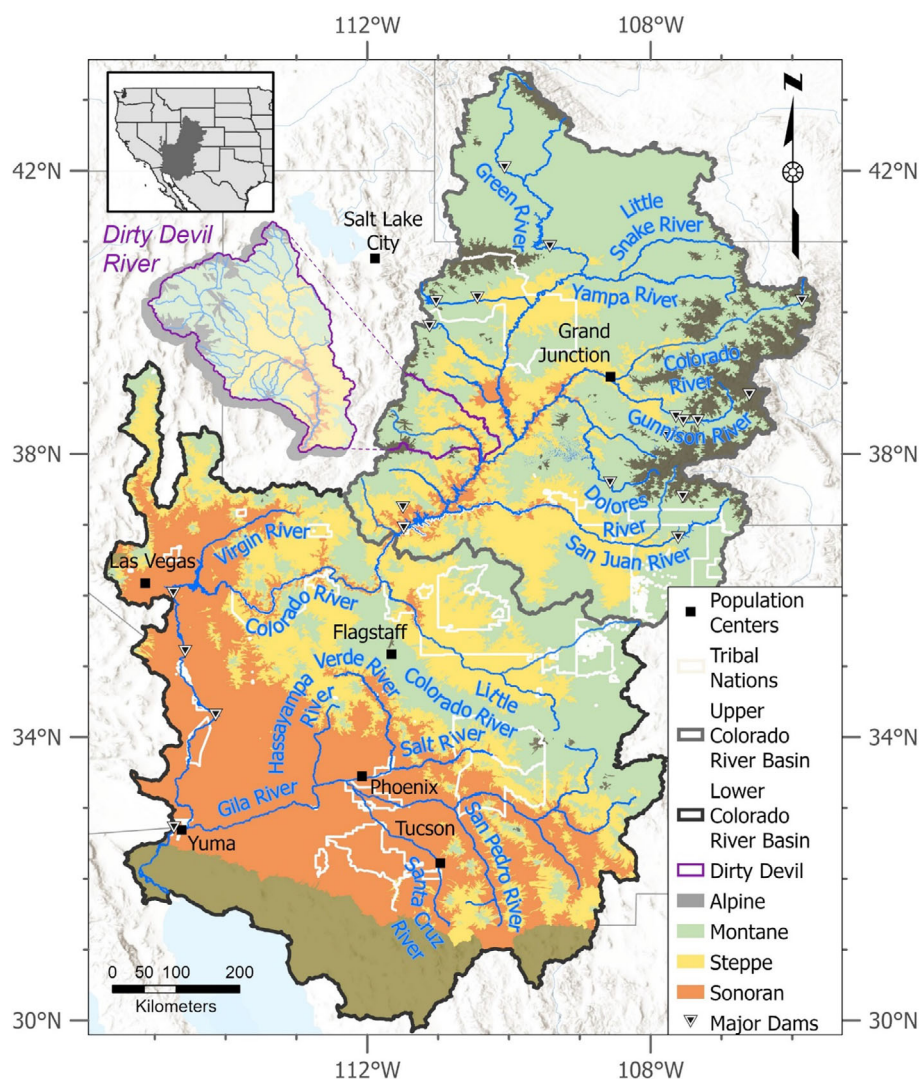 112°W
108°W
42°N
42°N
38°N
38°N
34°N
34°N
30°N
30°N
112°W
108°W
Z
Dirty Devil
River
Salt Lake
City
Green River
Little
Snake River
Yampa River
Grand
Junction
Colorado
River
Gunnison River
Dolores
River
San Juan River
Las Vegas
Virgin River
Colorado River
Flagstaff
Verde River
Hassayampa
River
Little
Colorado River
Salt River
Phoenix
Gila River
Tucson
San Pedro River
Yuma
Santa Cruz
River
0 50 100 200
Kilometers
Population
Centers
Tribal
Nations
Upper
Colorado
River Basin
Lower
Colorado
River Basin
Dirty Devil
Alpine
Montane
Steppe
Sonoran
Major Dams